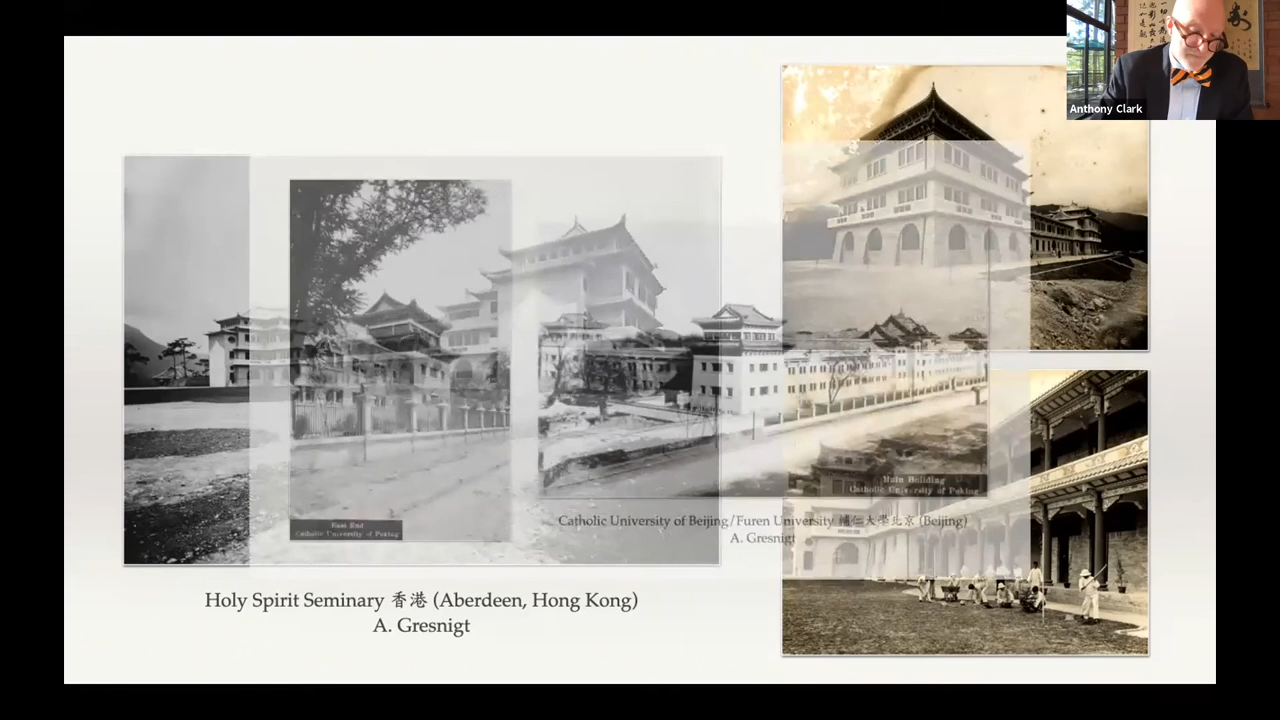 Anthony Clark
Main Building
Catholic University of Peking
Catholic University of Beijing/Furen University 輔仁大學北京 (Beijing)
A. Gresnigt
East End
Catholic University of Peking
Holy Spirit Seminary 香港 (Aberdeen, Hong Kong)
A. Gresnigt